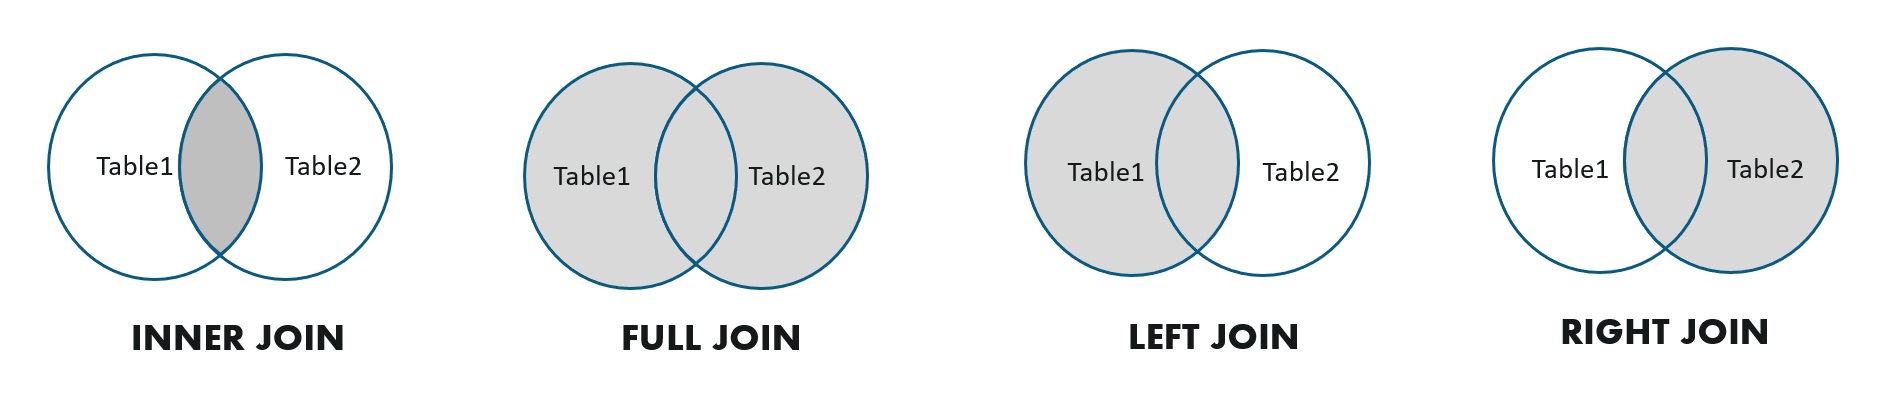 Table1
Table2
INNER JOIN
Table1
Table2
FULL JOIN
Table1
Table2
LEFT JOIN
Table1
Table2
RIGHT JOIN